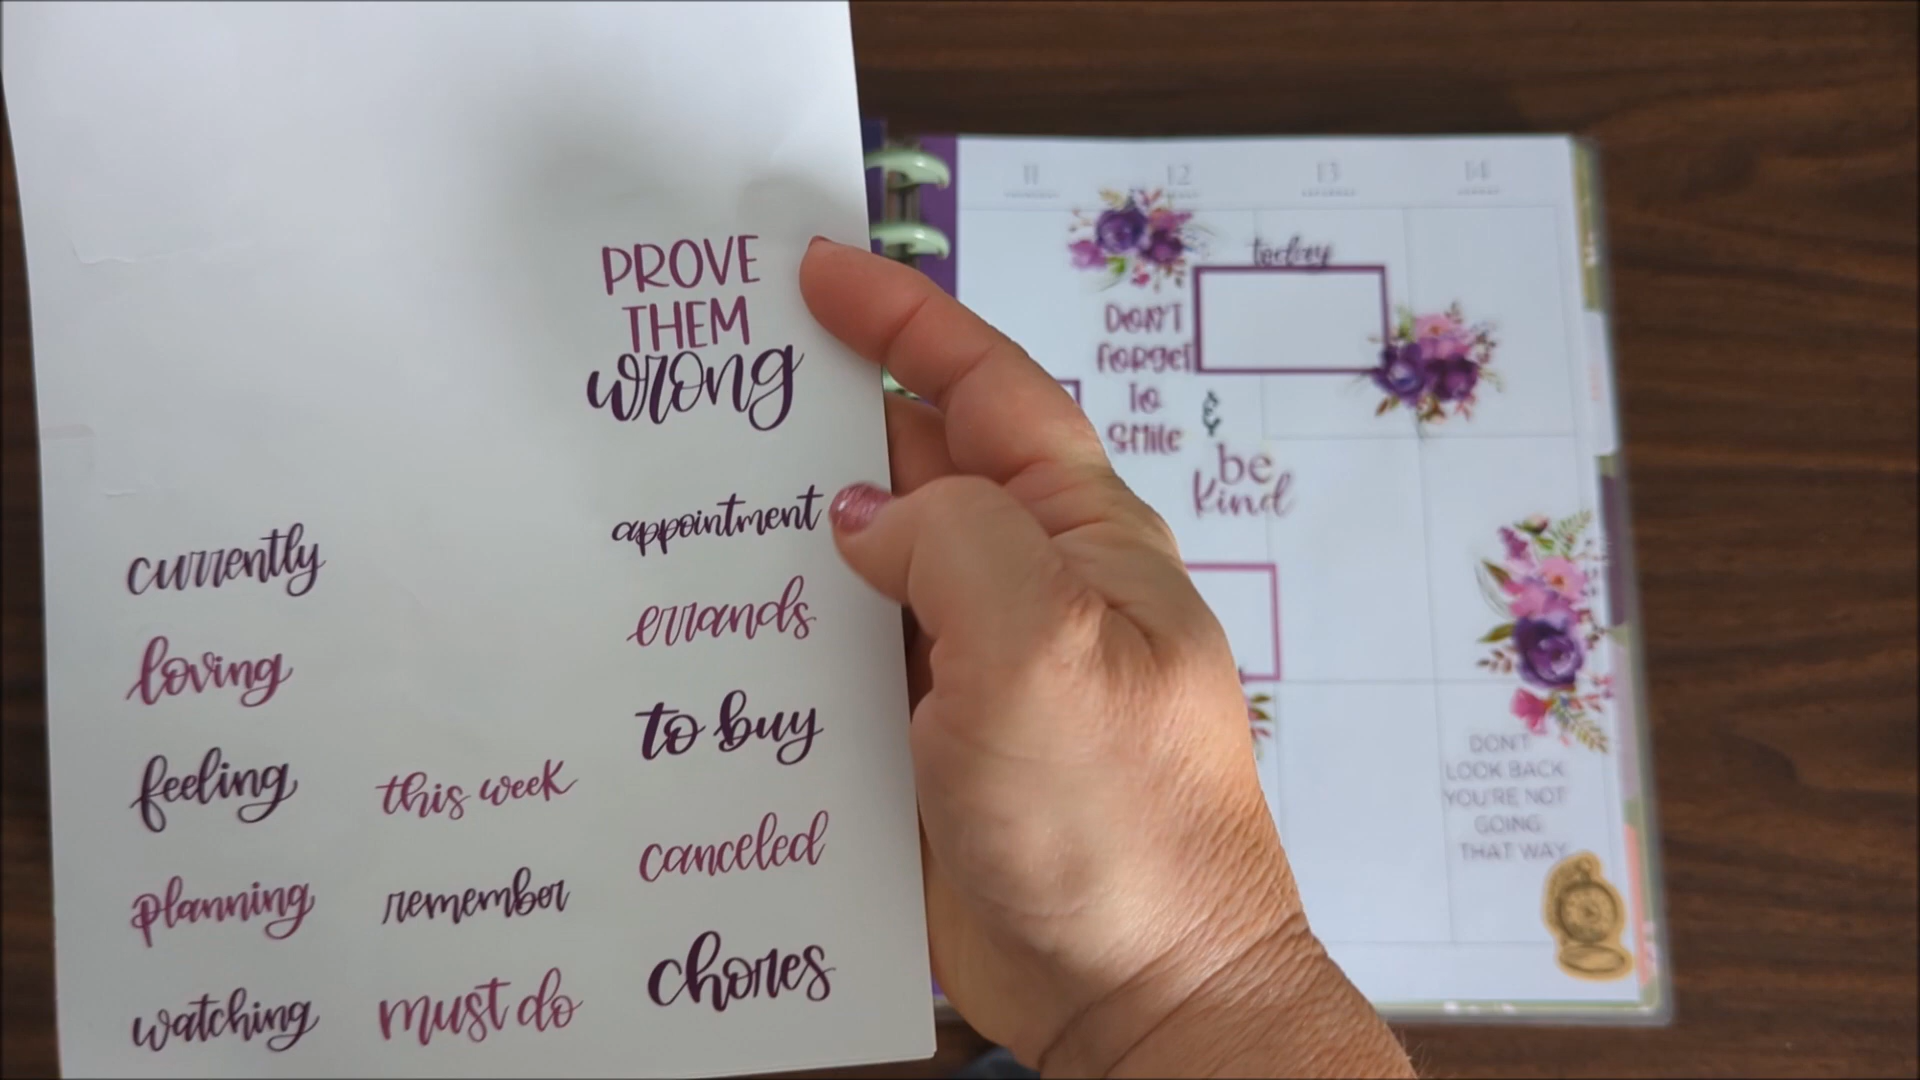 PROVE
THEM
wrong
currently
loving
feeling
planning
watching
this week
remember
must do
appointment
errands
to buy
canceled
chores
11
12
13
14
today
DON'T
FORGET
TO
SMILE
&
be
kind
DON'T
LOOK BACK
YOU'RE NOT
GOING
THAT WAY